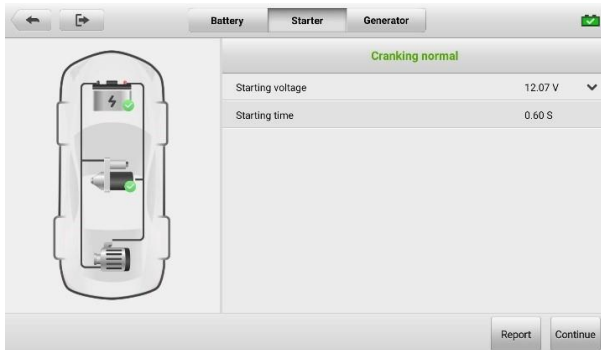 Battery Starter Generator
Cranking normal
Starting voltage 12.07 V
Starting time 0.60 S
Report Continue